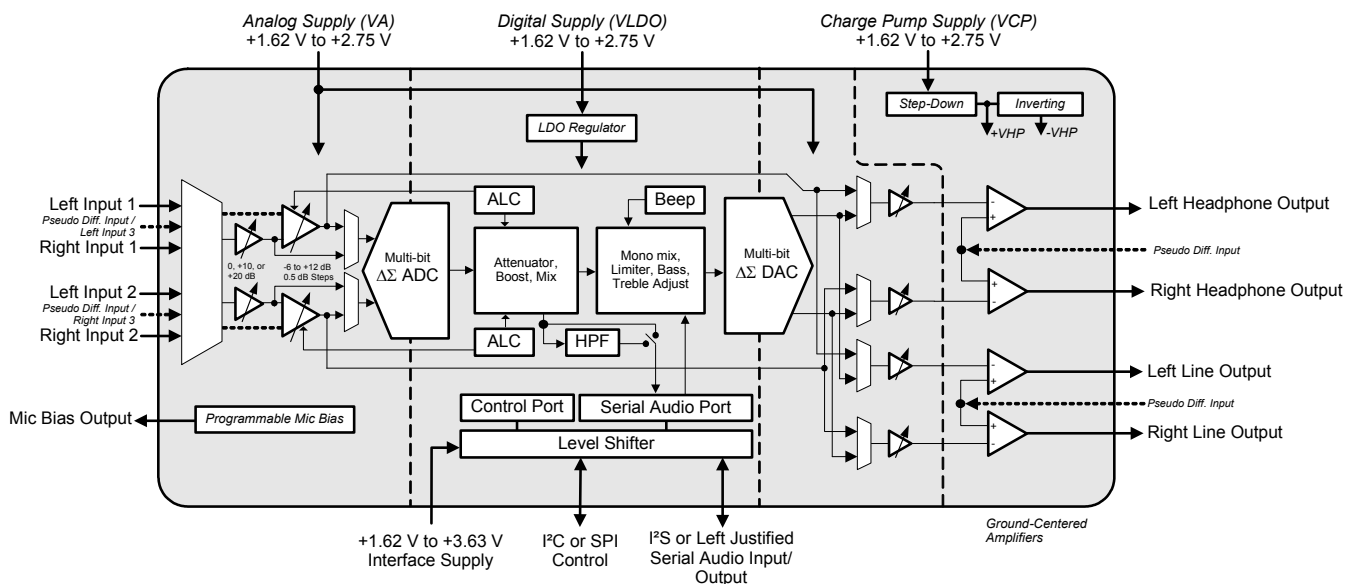 Analog Supply (VA)
+1.62 V to +2.75 V
Digital Supply (VLDO)
+1.62 V to +2.75 V
Charge Pump Supply (VCP)
+1.62 V to +2.75 V
Step-Down
Inverting
+VHP
-VHP
LDO Regulator
Left Input 1
Pseudo Diff. Input /
Left Input 3
Right Input 1
Left Input 2
Pseudo Diff. Input /
Right Input 3
Right Input 2
0, +10, or
+20 dB
-6 to +12 dB
0.5 dB Steps
Multi-bit
ΔΣ ADC
ALC
Attenuator,
Boost, Mix
ALC
HPF
Beep
Mono mix,
Limiter, Bass,
Treble Adjust
Multi-bit
ΔΣ DAC
Left Headphone Output
Pseudo Diff. Input
Right Headphone Output
Left Line Output
Pseudo Diff. Input
Right Line Output
-
+
+
-
-
+
+
-
Mic Bias Output
Programmable Mic Bias
Control Port
Serial Audio Port
Level Shifter
+1.62 V to +3.63 V
Interface Supply
I²C or SPI
Control
I²S or Left Justified
Serial Audio Input/
Output
Ground-Centered
Amplifiers